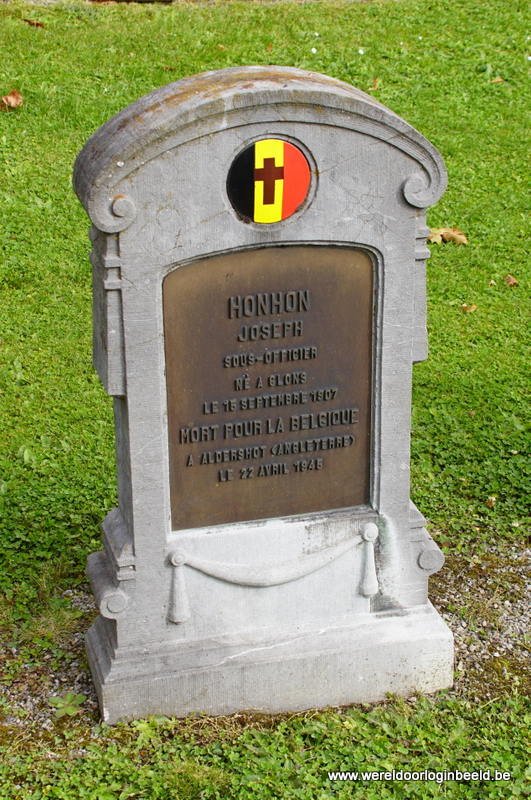 HONHON
JOSEPH
SOUS-OFFICIER
NÉ A GLONS
LE 15 SEPTEMBRE 1907
MORT POUR LA BELGIQUE
A ALDERSHOT (ANGLETERRE)
LE 22 AVRIL 1945
www.wereldoorloginbeeld.be